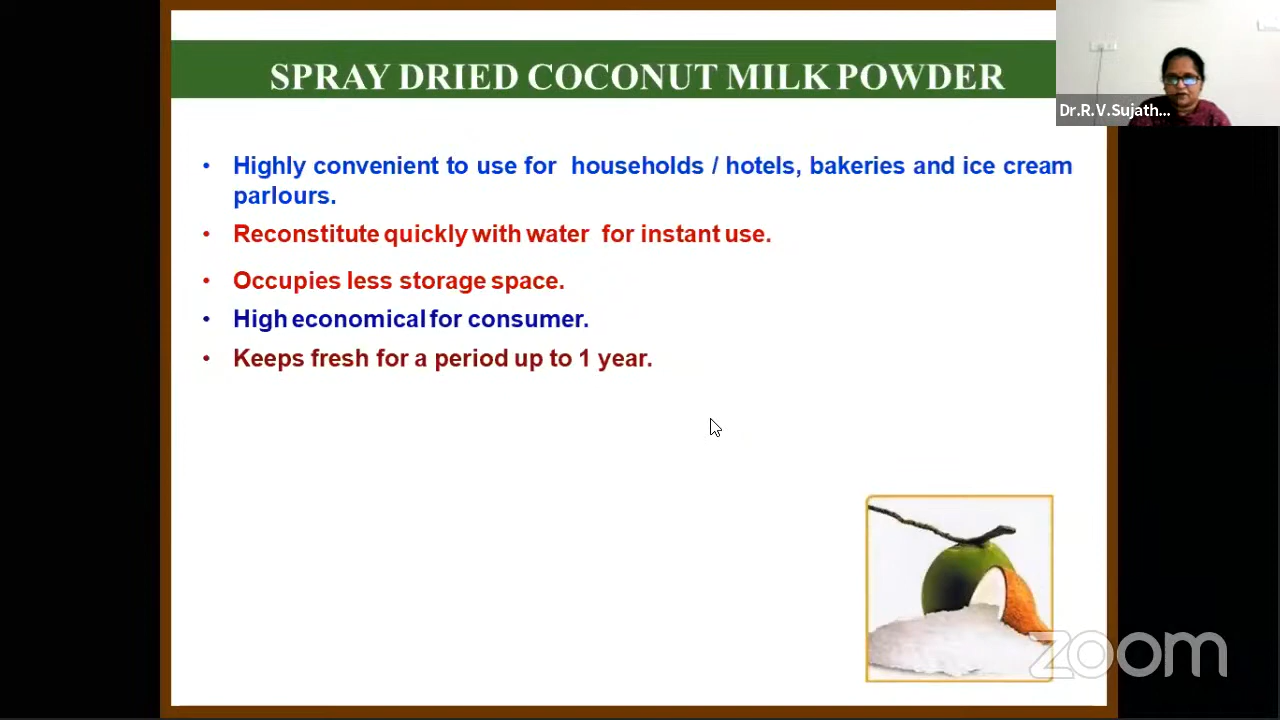 SPRAY DRIED COCONUT MILK POWDER
Dr.R.V.Sujath...
• Highly convenient to use for households / hotels, bakeries and ice cream
parlours.
• Reconstitute quickly with water for instant use.
• Occupies less storage space.
• High economical for consumer.
• Keeps fresh for a period up to 1 year.
zoom